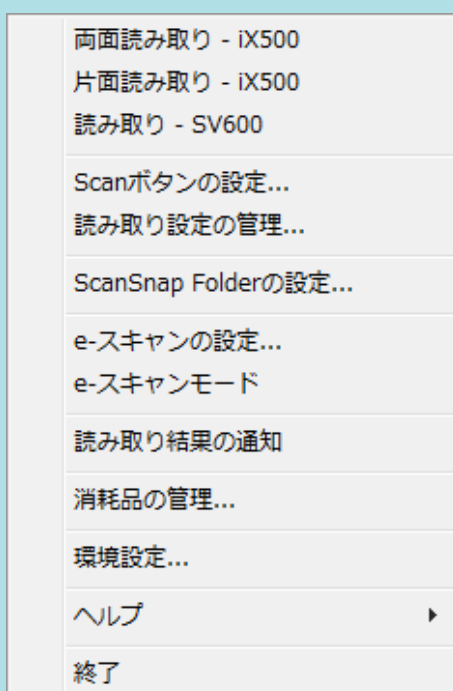 両面読み取り - iX500
片面読み取り - iX500
読み取り - SV600
Scanボタンの設定...
読み取り設定の管理...
ScanSnap Folderの設定...
e-スキャンの設定...
e-スキャンモード
読み取り結果の通知
消耗品の管理...
環境設定...
ヘルプ
終了